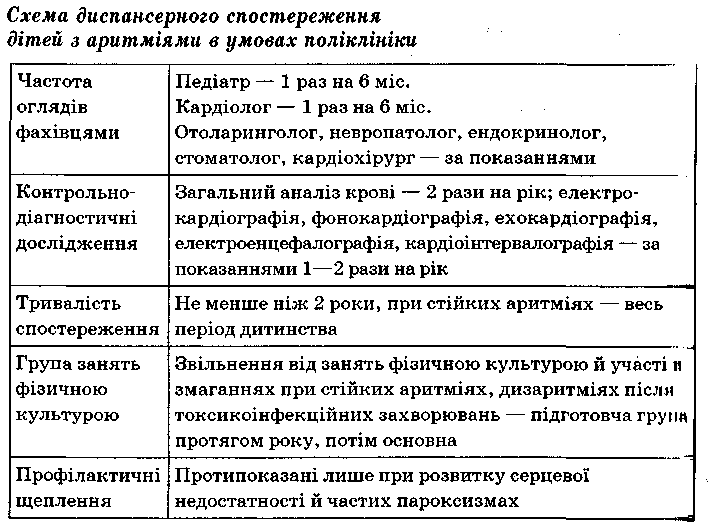 Схема диспансерного спостереження
дітей з аритміями в умовах поліклініки
Частота
оглядів
фахівцями
Педіатр — 1 раз на 6 міс.
Кардіолог — 1 раз на 6 міс.
Отоларинголог, невропатолог, ендокринолог,
стоматолог, кардіохірург — за показаннями
Контрольно-
діагностичні
дослідження
Загальний аналіз крові — 2 рази на рік; електро-
кардіографія, фонокардіографія, ехокардіографія,
електроенцефалографія, кардіоінтервалографія — за
показаннями 1—2 рази на рік
Тривалість
спостереження
Не менше ніж 2 роки, при стійких аритміях — весь
період дитинства
Група занять
фізичною
культурою
Звільнення від занять фізичною культурою й участі в
змаганнях при стійких аритміях, дизаритміях після
токсикоінфекційних захворювань — підготовча група
протягом року, потім основна
Профілактичні
щеплення
Протипоказані лише при розвитку серцевої
недостатності й частих пароксизмах